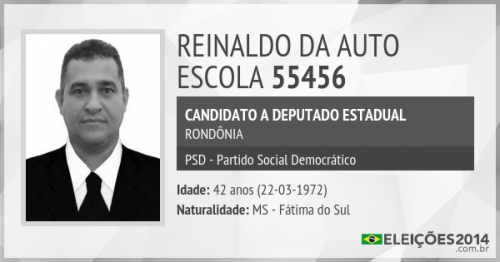 REINALDO DA AUTO
ESCOLA 55456
CANDIDATO A DEPUTADO ESTADUAL
RONDÔNIA
PSD - Partido Social Democrático
Idade: 42 anos (22-03-1972)
Naturalidade: MS - Fátima do Sul
ELEIÇÕES2014
.com.br